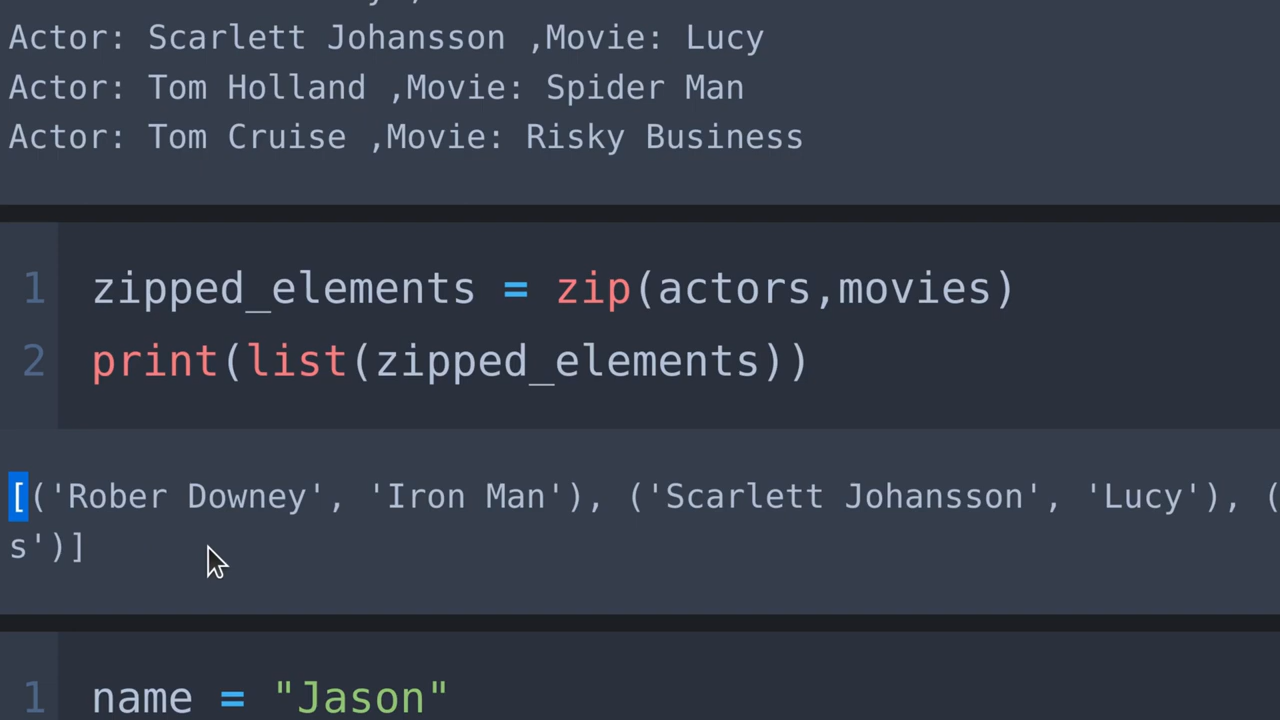 Actor: Scarlett Johansson ,Movie: Lucy
Actor: Tom Holland ,Movie: Spider Man
Actor: Tom Cruise ,Movie: Risky Business
1 zipped_elements = zip(actors,movies)
2 print(list(zipped_elements))
[('Rober Downey', 'Iron Man'), ('Scarlett Johansson', 'Lucy'), (
s')]
1 name = "Jason"